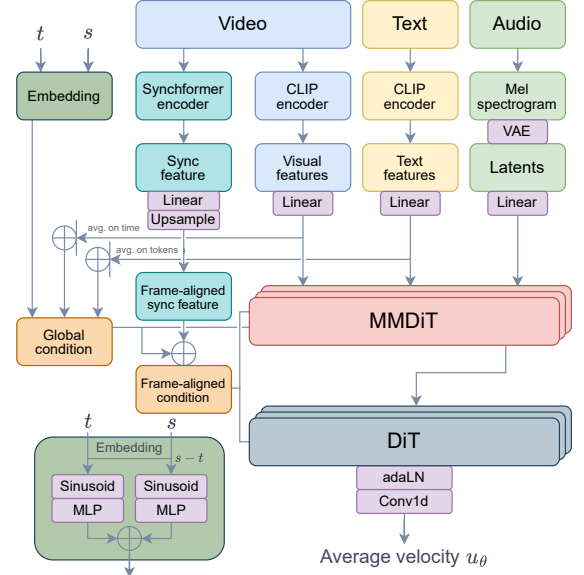 t s
Video
Text
Audio
Embedding
Synchformer
encoder
CLIP
encoder
CLIP
encoder
Mel
spectrogram
VAE
Sync
feature
Visual
features
Text
features
Latents
Linear
Upsample
Linear
Linear
Linear
avg. on time
avg. on tokens
Frame-aligned
sync feature
Global
condition
MMDiT
Frame-aligned
condition
DiT
adaLN
Conv1d
Average velocity uθ
t s
Embedding
s − t
Sinusoid
MLP
Sinusoid
MLP